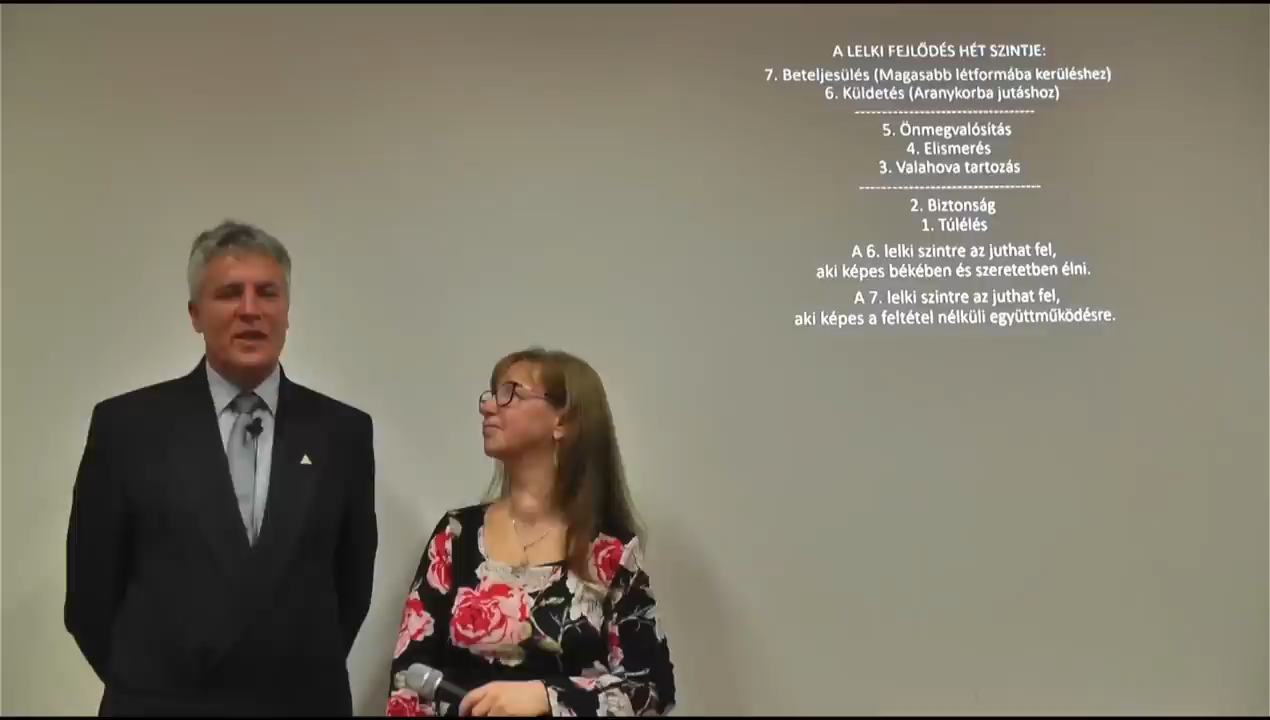 A LELKI FEJLŐDÉS HÉT SZINTJE:
7. Beteljesülés (Magasabb létformába kerüléshez)
6. Küldetés (Aranykorba jutáshoz)
-----------------------------------
5. Önmegvalósítás
4. Elismerés
3. Valahova tartozás
-----------------------------------
2. Biztonság
1. Túlélés
A 6. lelki szintre az juthat fel,
aki képes békében és szeretetben élni.
A 7. lelki szintre az juthat fel,
aki képes a feltétel nélküli együttműködésre.